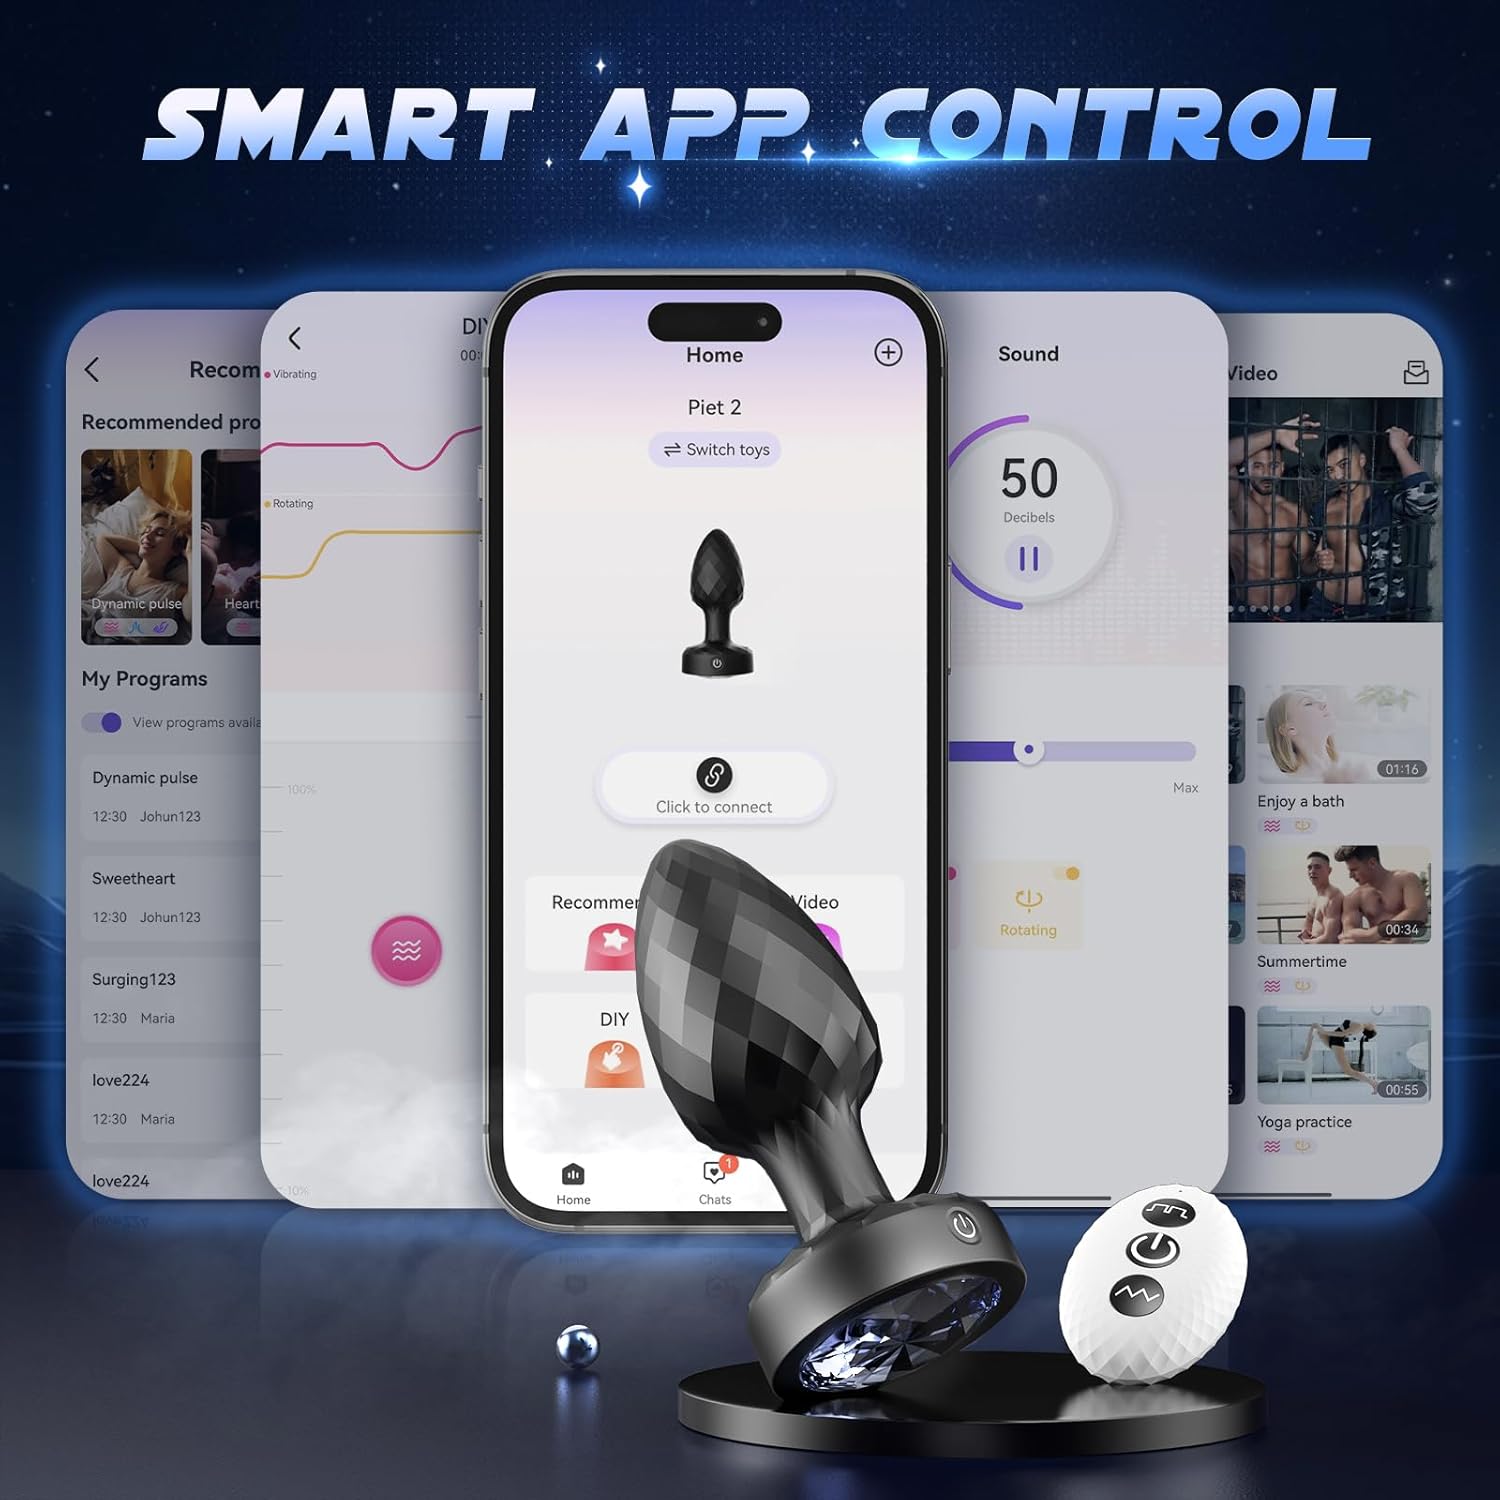 SMART APP CONTROL
Recom
Recommended pro
Dynamic pulse
Heart
My Programs
View programs availa
Dynamic pulse
12:30 Johun123
Sweetheart
12:30 Johun123
Surging123
12:30 Maria
love224
12:30 Maria
love224
DIY
00:
Vibrating
Rotating
100%
10%
Home
Piet 2
Switch toys
Click to connect
Recommen
Video
DIY
Home
1
Chats
Sound
50
Decibels
Max
Rotating
Video
01:16
Enjoy a bath
00:34
Summertime
00:55
Yoga practice